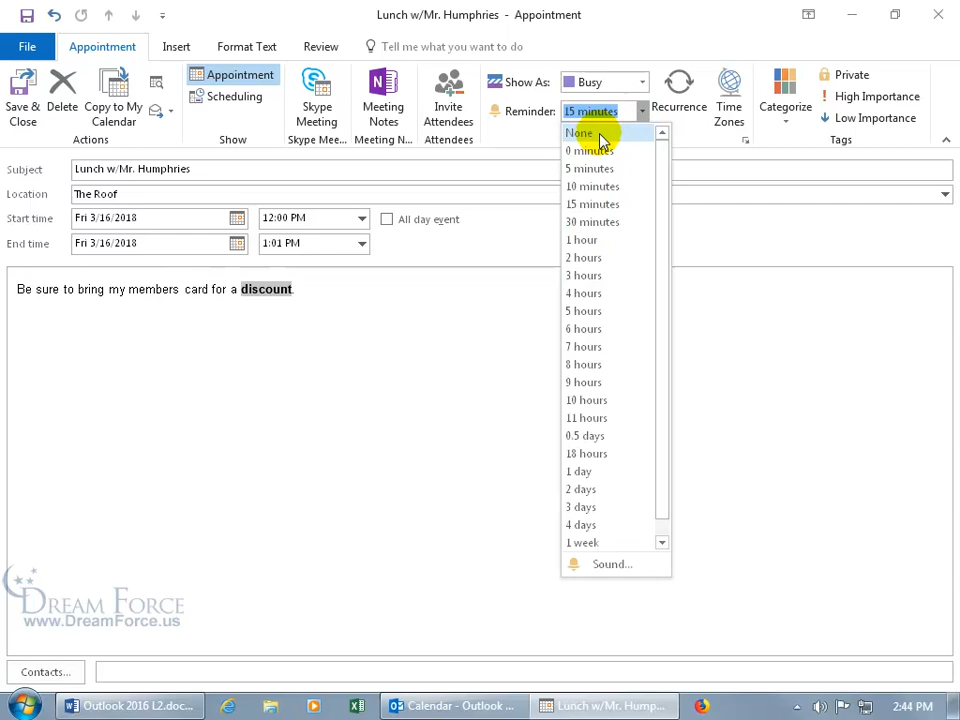 Lunch w/Mr. Humphries - Appointment
File Appointment Insert Format Text Review Tell me what you want to do
Save & Close
Delete
Copy to My Calendar
Actions
Appointment
Scheduling
Show
Skype Meeting
Skype Mee...
Meeting Notes
Meeting N...
Invite Attendees
Attendees
Show As: Busy
Reminder: 15 minutes
Recurrence
Time Zones
Categorize
Private
High Importance
Low Importance
Tags
None
0 minutes
5 minutes
10 minutes
15 minutes
30 minutes
1 hour
2 hours
3 hours
4 hours
5 hours
6 hours
7 hours
8 hours
9 hours
10 hours
11 hours
0.5 days
18 hours
1 day
2 days
3 days
4 days
1 week
Sound...
Subject Lunch w/Mr. Humphries
Location The Roof
Start time Fri 3/16/2018 12:00 PM All day event
End time Fri 3/16/2018 1:01 PM
Be sure to bring my members card for a discount.
DREAM FORCE
www.DreamForce.us
Contacts...
Outlook 2016 L2.doc... Calendar - Outlook ... Lunch w/Mr. Hump... 2:44 PM